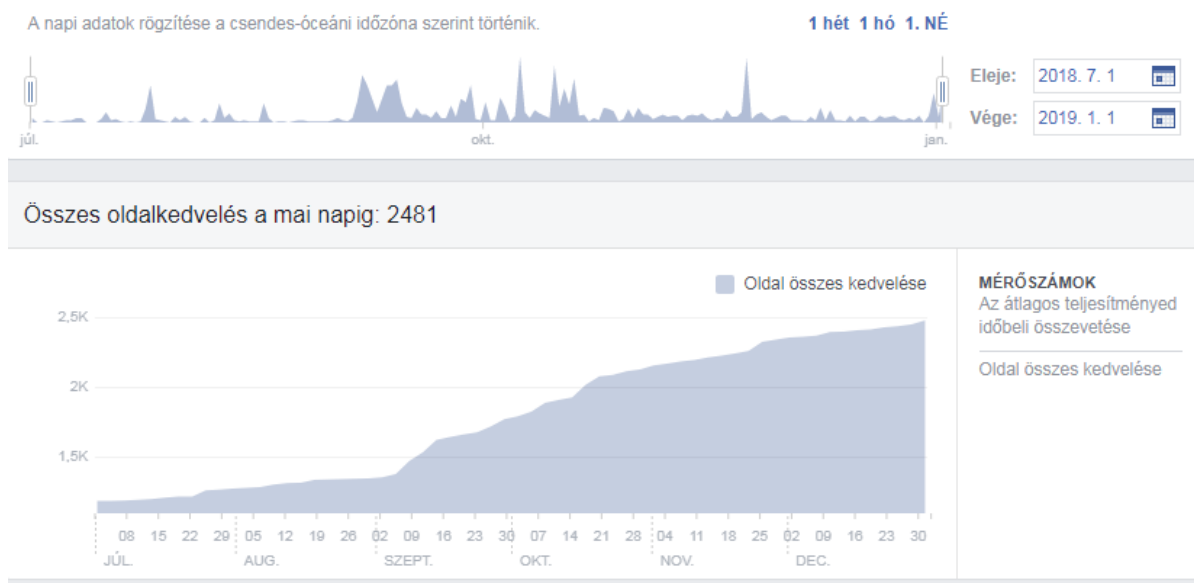 A napi adatok rögzítése a csendes-óceáni időzóna szerint történik.
1 hét 1 hó 1. NÉ
Eleje: 2018. 7. 1
Vége: 2019. 1. 1
júl. okt. jan.
Összes oldalkedvelés a mai napig: 2481
Oldal összes kedvelése
2,5K
2K
1,5K
08 15 22 29 05 12 19 26 02 09 16 23 30 07 14 21 28 04 11 18 25 02 09 16 23 30
JÚL. AUG. SZEPT. OKT. NOV. DEC.
MÉRŐSZÁMOK
Az átlagos teljesítményed
időbeli összevetése
Oldal összes kedvelése